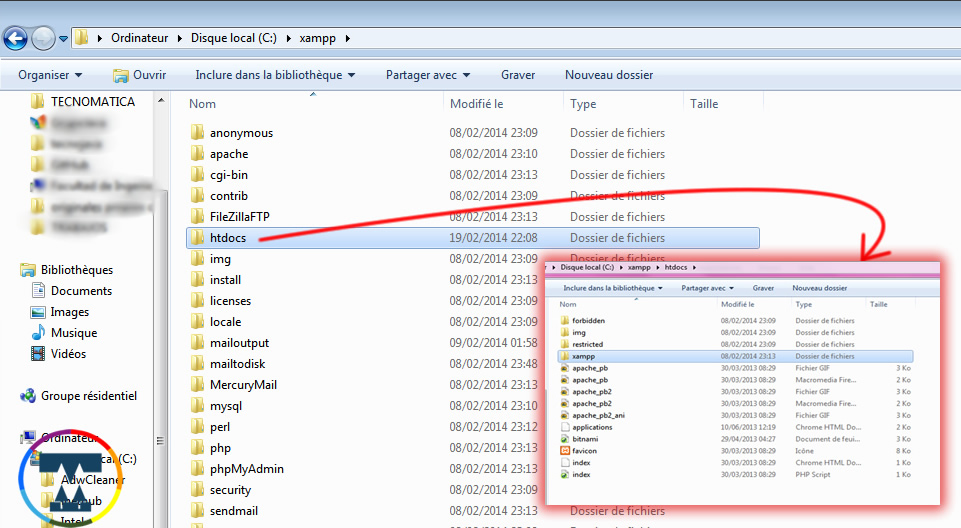 Ordinateur Disque local (C:) xampp
Organiser Ouvrir Inclure dans la bibliothèque Partager avec Graver Nouveau dossier
TECNOMATICA
Bibliothèques
Documents
Images
Musique
Vidéos
Groupe résidentiel
Ordinateur
(C:)
AdwCleaner
Intel
Nom Modifié le Type Taille
anonymous 08/02/2014 23:09 Dossier de fichiers
apache 08/02/2014 23:10 Dossier de fichiers
cgi-bin 08/02/2014 23:13 Dossier de fichiers
contrib 08/02/2014 23:09 Dossier de fichiers
FileZillaFTP 08/02/2014 23:13 Dossier de fichiers
htdocs 19/02/2014 22:08 Dossier de fichiers
img 08/02/2014 23:09 Dossier de fichiers
install 08/02/2014 23:13
licenses 08/02/2014 23:09
locale 08/02/2014 23:09
mailoutput 09/02/2014 01:58
mailtodisk 08/02/2014 23:48
MercuryMail 08/02/2014 23:13
mysql 08/02/2014 23:10
perl 08/02/2014 23:12
php 08/02/2014 23:13
phpMyAdmin 08/02/2014 23:13
security 08/02/2014 23:09
sendmail 08/02/2014 23:09 Dossier de fichiers
Disque local (C:) xampp htdocs
Inclure dans la bibliothèque Partager avec Graver Nouveau dossier
Nom Modifié le Type Taille
forbidden 08/02/2014 23:09 Dossier de fichiers
img 08/02/2014 23:09 Dossier de fichiers
restricted 08/02/2014 23:09 Dossier de fichiers
xampp 08/02/2014 23:13 Dossier de fichiers
apache_pb 30/03/2013 08:29 Fichier GIF 3 Ko
apache_pb 30/03/2013 08:29 Macromedia Fire... 2 Ko
apache_pb2 30/03/2013 08:29 Fichier GIF 3 Ko
apache_pb2 30/03/2013 08:29 Macromedia Fire... 2 Ko
apache_pb2_ani 30/03/2013 08:29 Fichier GIF 3 Ko
applications 10/06/2013 12:19 Chrome HTML Do... 2 Ko
bitnami 29/04/2013 04:27 Document de feui... 2 Ko
favicon 30/03/2013 08:29 Icône 8 Ko
index 30/03/2013 08:29 Chrome HTML Do... 1 Ko
index 30/03/2013 08:29 PHP Script 1 Ko